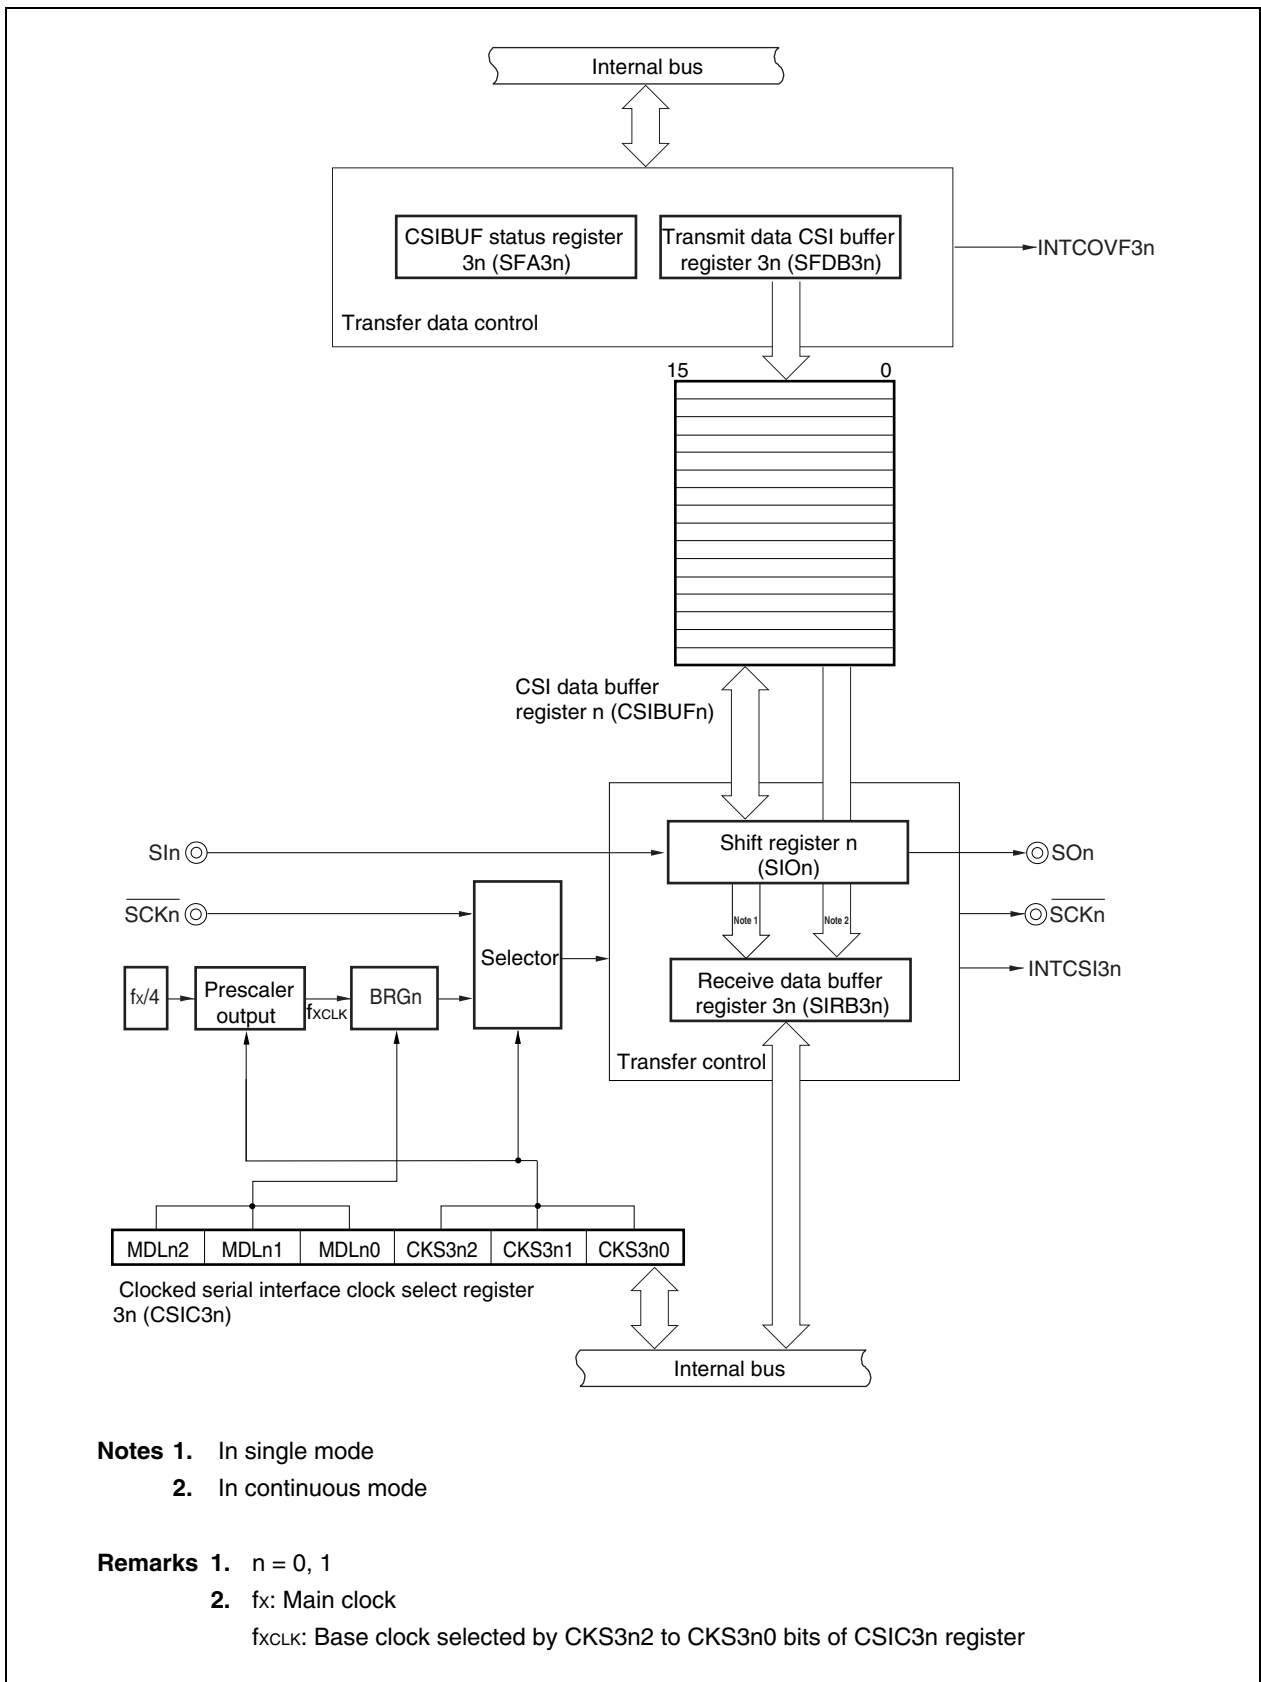 Internal bus
CSIBUF status register
3n (SFA3n)
Transmit data CSI buffer
register 3n (SFDB3n)
INTCOVF3n
Transfer data control
15
0
CSI data buffer
register n (CSIBUFn)
SIn
Shift register n
(SIOn)
SOn
SCKn
SCKn
Note 1
Note 2
Selector
INTCSI3n
fX/4
Prescaler
output
fXCLK
BRGn
Receive data buffer
register 3n (SIRB3n)
Transfer control
MDLn2
MDLn1
MDLn0
CKS3n2
CKS3n1
CKS3n0
Clocked serial interface clock select register
3n (CSIC3n)
Internal bus
Notes 1. In single mode
2. In continuous mode
Remarks 1. n = 0, 1
2. fX: Main clock
fXCLK: Base clock selected by CKS3n2 to CKS3n0 bits of CSIC3n register